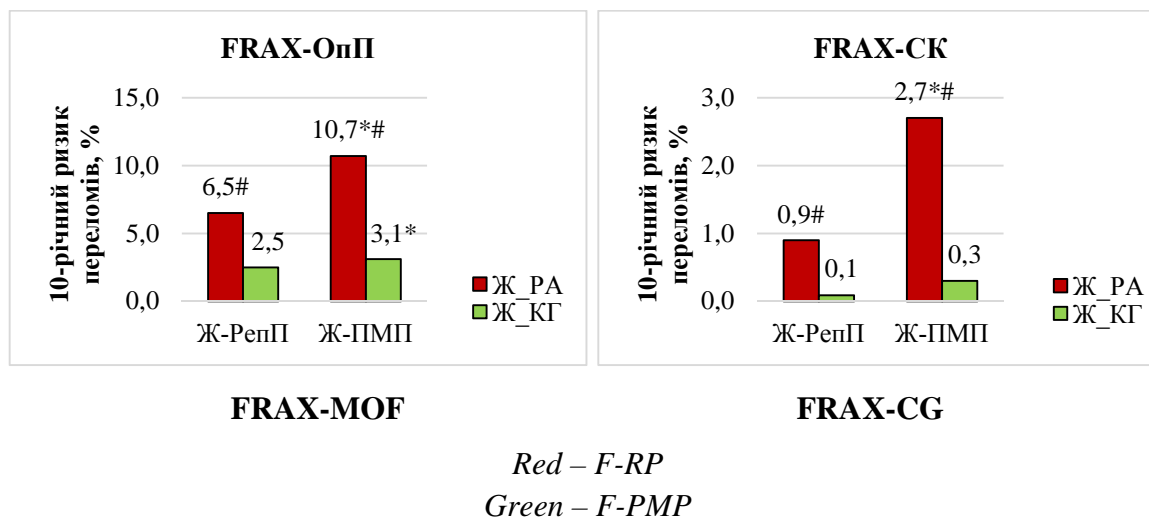 FRAX-ОпП
10-річний ризик
переломів, %
15,0
10,0
5,0
0,0
6,5#
2,5
10,7*#
3,1*
Ж-РепП
Ж-ПМП
Ж_РА
Ж_КГ
FRAX-СК
10-річний ризик
переломів, %
3,0
2,0
1,0
0,0
0,9#
0,1
2,7*#
0,3
Ж-РепП
Ж-ПМП
Ж_РА
Ж_КГ
FRAX-MOF
FRAX-CG
Red – F-RP
Green – F-PMP